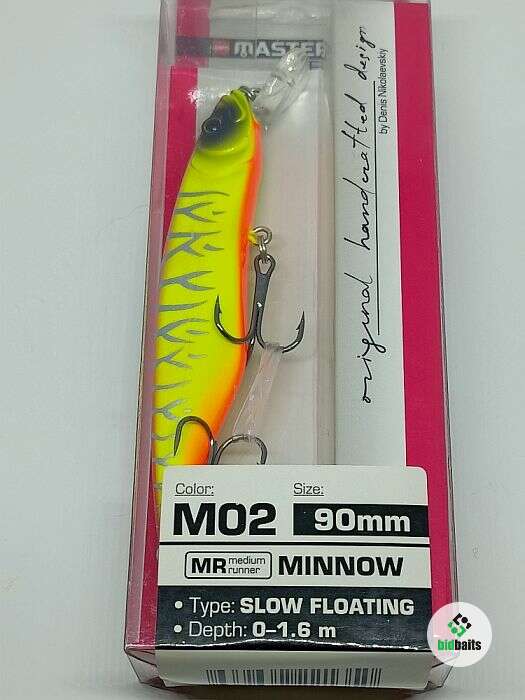 MASTER
original handcrafted design
by Denis Nikolaevskiy
Color:
Size:
M02
90mm
MR medium runner
MINNOW
• Type: SLOW FLOATING
• Depth: 0-1.6 m
bidbaits